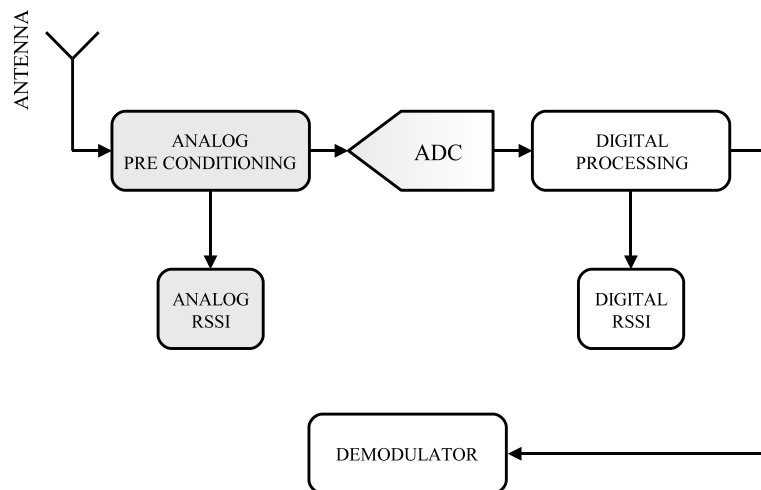 ANTENNA
ANALOG
PRE CONDITIONING
ADC
DIGITAL
PROCESSING
ANALOG
RSSI
DIGITAL
RSSI
DEMODULATOR